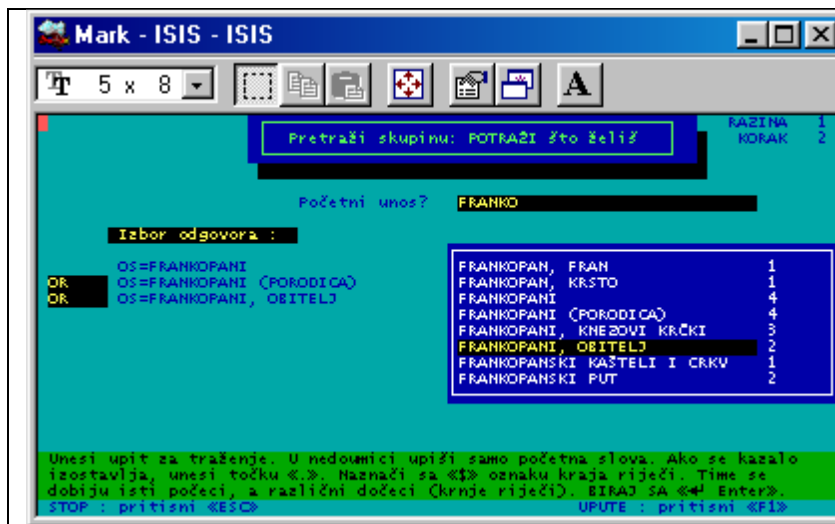 Mark - ISIS - ISIS
5 x 8
A
RAZINA 1
Pretraži skupinu: POTRAŽI što želiš
KORAK 2
Početni unos? FRANKO
Izbor odgovora :
OS=FRANKOPANI
OR OS=FRANKOPANI (PORODICA)
OR OS=FRANKOPANI, OBITELJ
FRANKOPAN, FRAN 1
FRANKOPAN, KRSTO 1
FRANKOPANI 4
FRANKOPANI (PORODICA) 4
FRANKOPANI, KNEZOVI KRČKI 3
FRANKOPANI, OBITELJ 2
FRANKOPANSKI KAŠTELI I CRKV 1
FRANKOPANSKI PUT 2
Unesi upit za traženje. U nedoumici upiši samo početna slova. Ako se kazalo
izostavlja, unesi točku «.». Naznači sa «$» oznaku kraja riječi. Time se
dobiju isti počeci, a različni dočeci (krnje riječi). BIRAJ SA «↵ Enter».
STOP : pritisni «ESC» UPUTE : pritisni «F1»